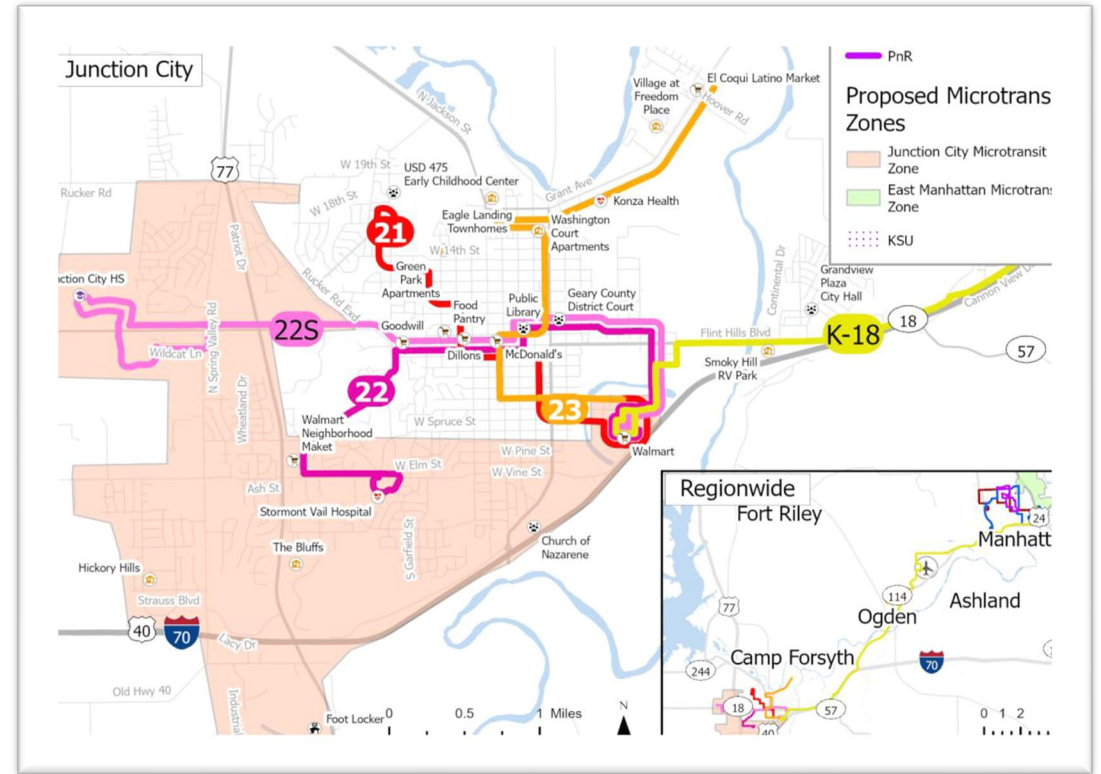 Junction City
PnR
Proposed Microtrans
Zones
Junction City Microtransit
Zone
East Manhattan Microtrans
Zone
KSU
El Coqui Latino Market
Village at
Freedom
Place
Hoover Rd
N Jackson St
W 19th St
USD 475
Early Childhood Center
77
Rucker Rd
W 18th St
Grant Ave
Konza Health
Eagle Landing
Townhomes
Washington
Court
Apartments
21
W 14th St
Patriot Dr
Continental Dr
Green
Park
Apartments
Grandview
Plaza
City Hall
Cannon View D
ction City HS
Rucker Rd Exd
Food
Pantry
Public
Library
Geary County
District Court
Goodwill
22S
N Spring Valley Rd
Flint Hills Blvd
K-18
18
57
Wildcat Ln
Dillons
McDonald's
Smoky Hill
RV Park
22
23
Wheatland Dr
Walmart
Neighborhood
Maket
W Spruce St
W Pine St
Walmart
W Elm St
W Vine St
Ash St
Stormont Vail Hospital
S Garfield St
Church of
Nazarene
The Bluffs
Hickory Hills
Strauss Blvd
40
70
Lacy Dr
Old Hwy 40
Industrial
Foot Locker
0 0.5 1 Miles
N
Regionwide
Fort Riley
24
Manhatt
77
114
Ashland
Ogden
Camp Forsyth
70
244
18
57
40
0 1 2